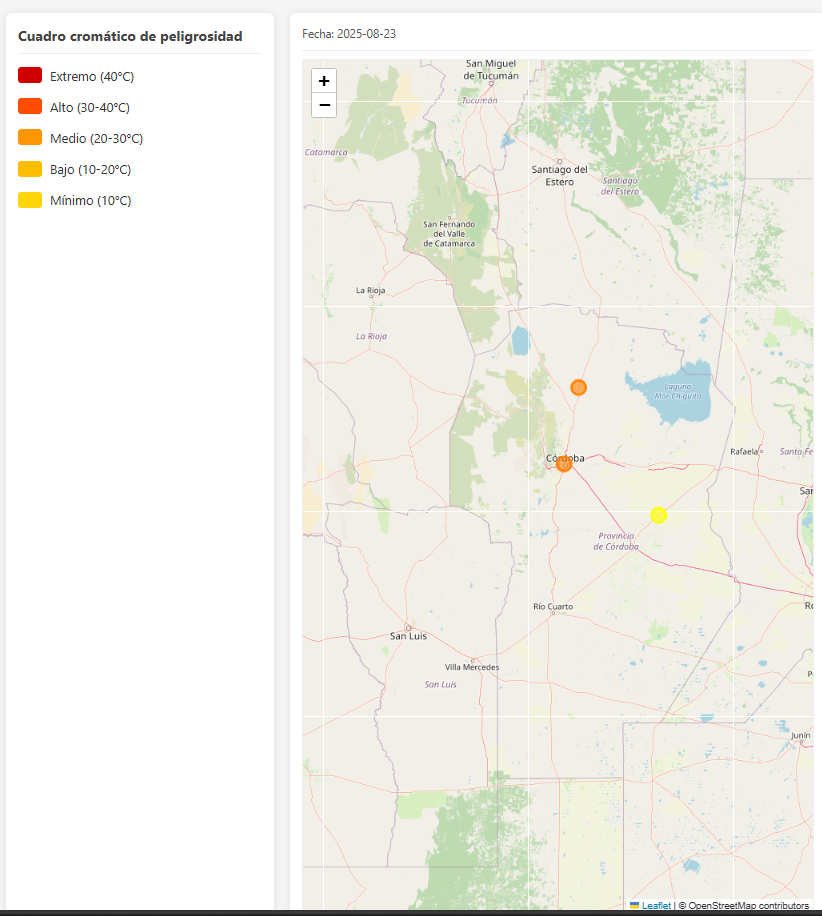 Cuadro cromático de peligrosidad
Extremo (40°C)
Alto (30-40°C)
Medio (20-30°C)
Bajo (10-20°C)
Mínimo (10°C)
Fecha: 2025-08-23
+
−
San Miguel
de Tucumán
Tucumán
Catamarca
Santiago del
Estero
Santiago
del Estero
San Fernando
del Valle
de Catamarca
La Rioja
La Rioja
Laguna
Mar Chiquita
Rafaela
Santa Fe
Córdoba
Provincia
de Córdoba
Río Cuarto
San Luis
Villa Mercedes
San Luis
Junín
Leaflet | © OpenStreetMap contributors